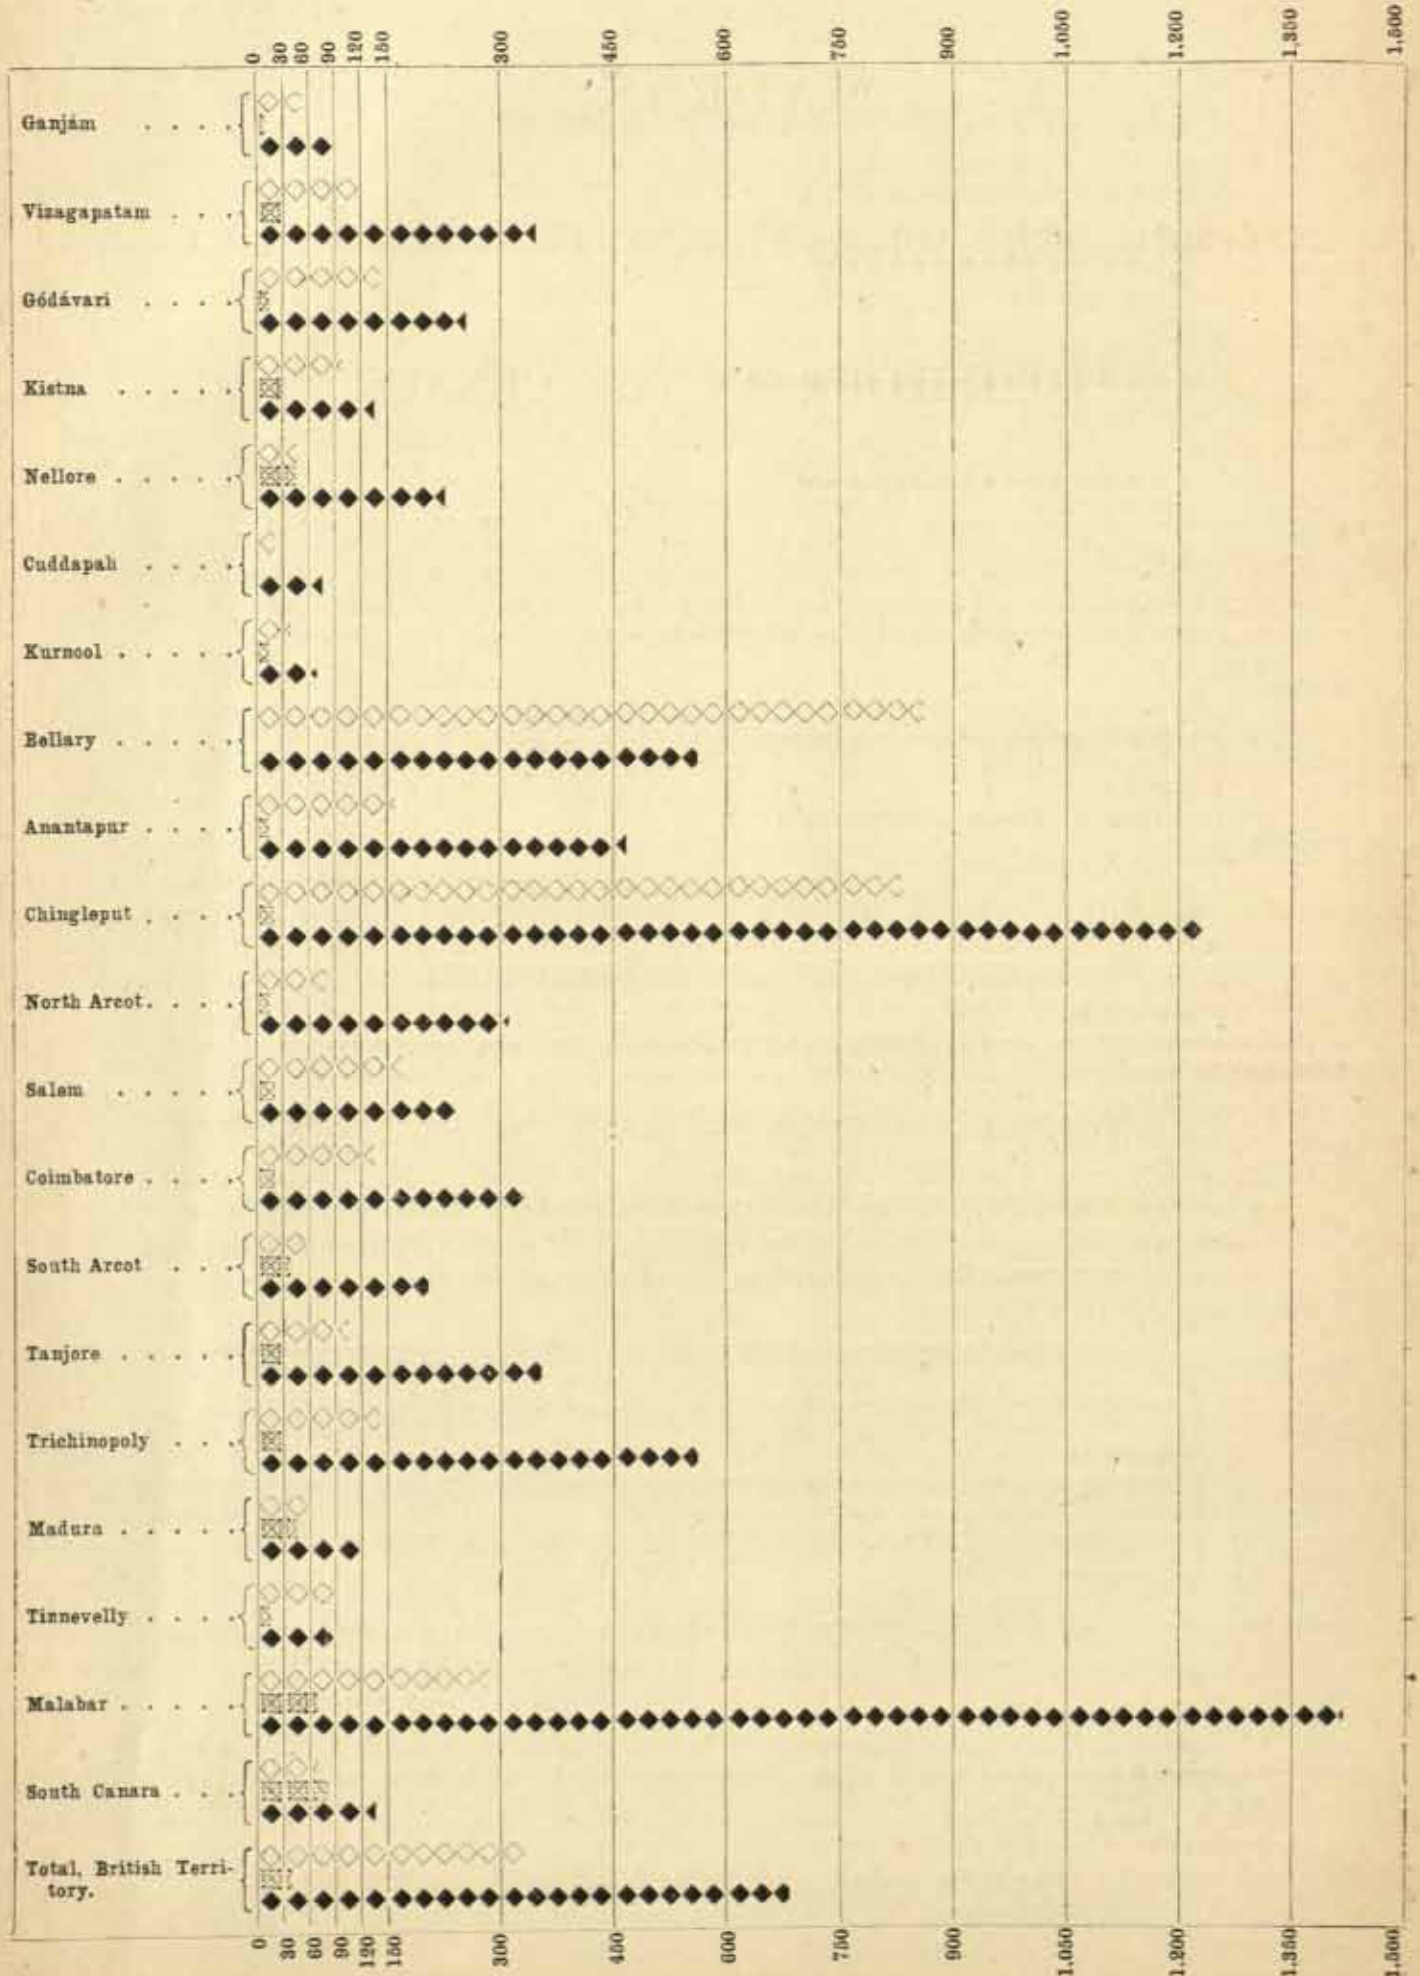 0 30 60 90 120 150 300 450 600 750 900 1,050 1,200 1,350 1,500
Ganjám . . . .
Vizagapatam . . .
Gódávari . . . .
Kistna . . . . .
Nellore . . . . .
Cuddapah . . . .
Kurnool . . . . .
Bellary . . . . .
Anantapur . . . .
Chingleput . . . .
North Arcot . . . .
Salem . . . . .
Coimbatore . . . .
South Arcot . . .
Tanjore . . . . .
Trichinopoly . . .
Madura . . . . .
Tinnevelly . . . .
Malabar . . . . .
South Canara . . .
Total, British Terri-
tory.
0 30 60 90 120 150 300 450 600 750 900 1,050 1,200 1,350 1,500